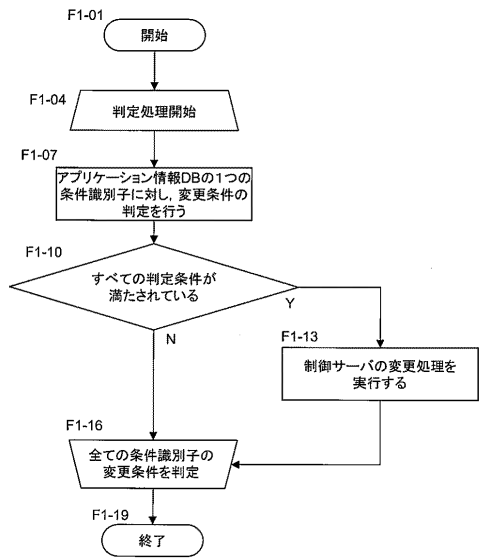 F1-01
開始
F1-04
判定処理開始
F1-07
アプリケーション情報DBの1つの
条件識別子に対し,変更条件の
判定を行う
F1-10
すべての判定条件が
満たされている
Y
N
F1-13
制御サーバの変更処理を
実行する
F1-16
全ての条件識別子の
変更条件を判定
F1-19
終了